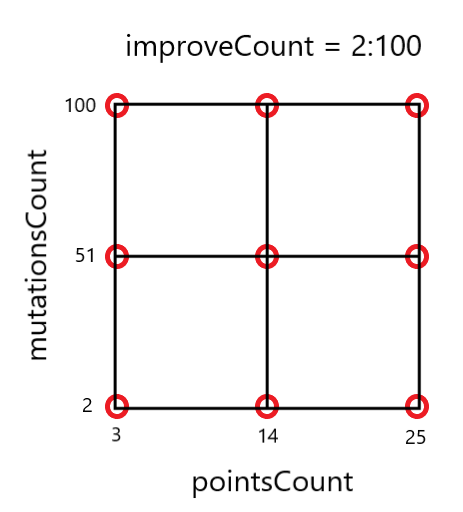 improveCount = 2:100
100
mutationsCount
51
2
3 14 25
pointsCount